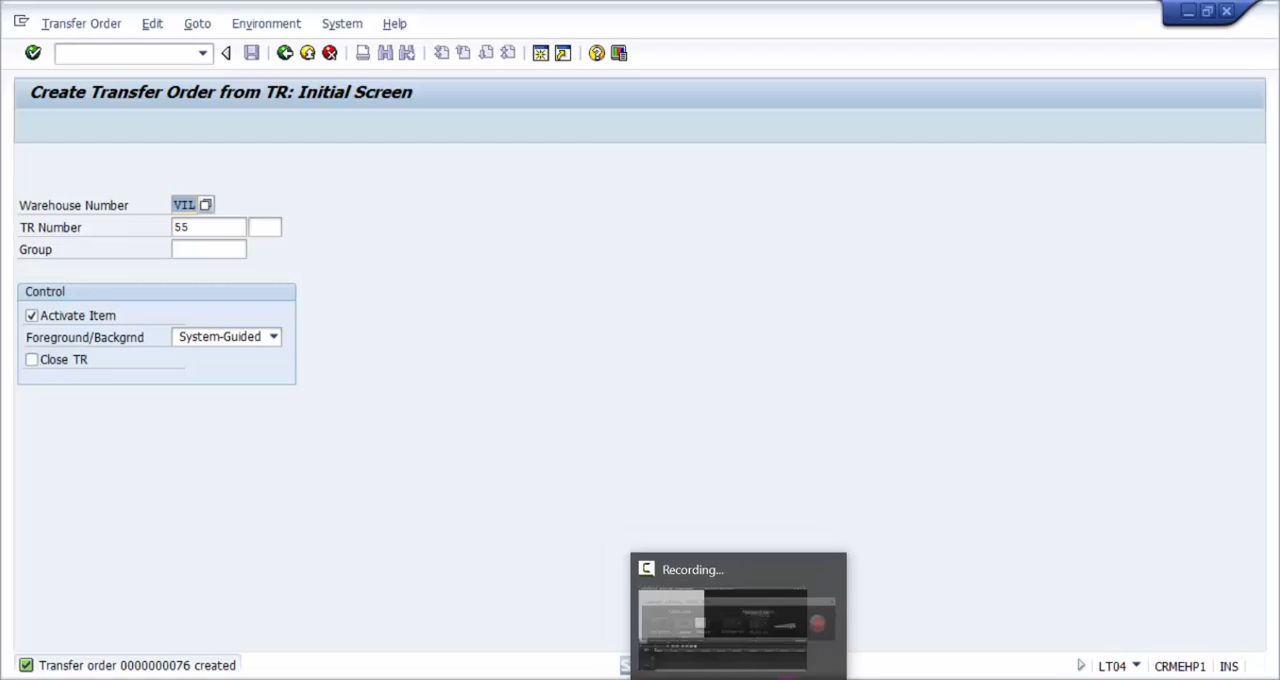 Transfer Order Edit Goto Environment System Help
Create Transfer Order from TR: Initial Screen
Warehouse Number VIL
TR Number 55
Group
Control
Activate Item
Foreground/Backgrnd System-Guided
Close TR
Recording...
Transfer order 0000000076 created LT04 CRMEHP1 INS